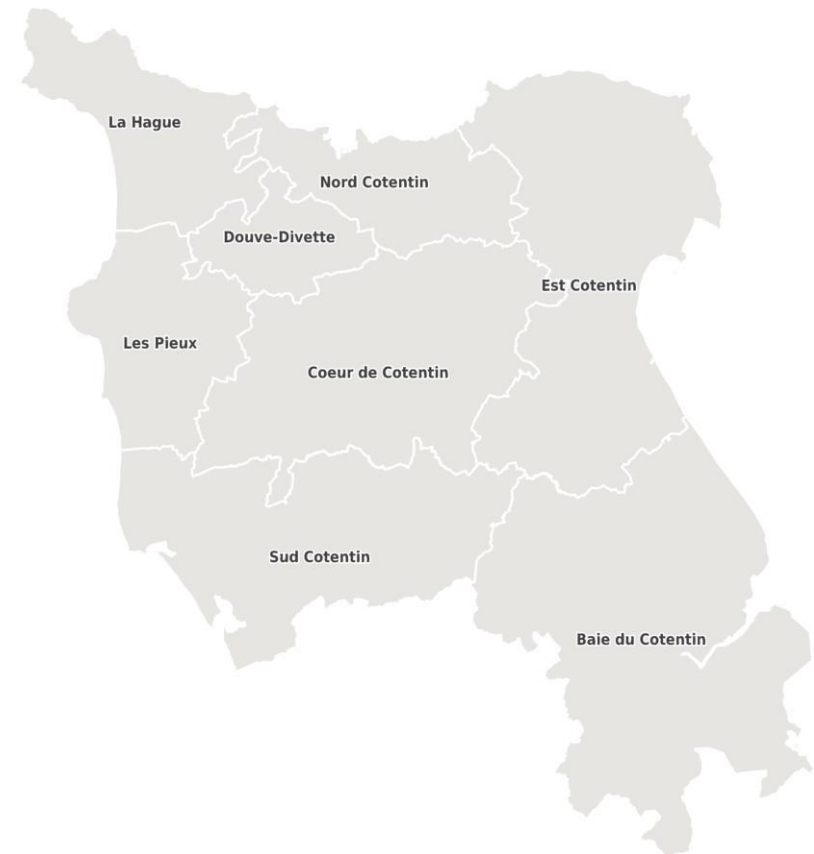 La Hague
Nord Cotentin
Douve-Divette
Est Cotentin
Les Pieux
Coeur de Cotentin
Sud Cotentin
Baie du Cotentin